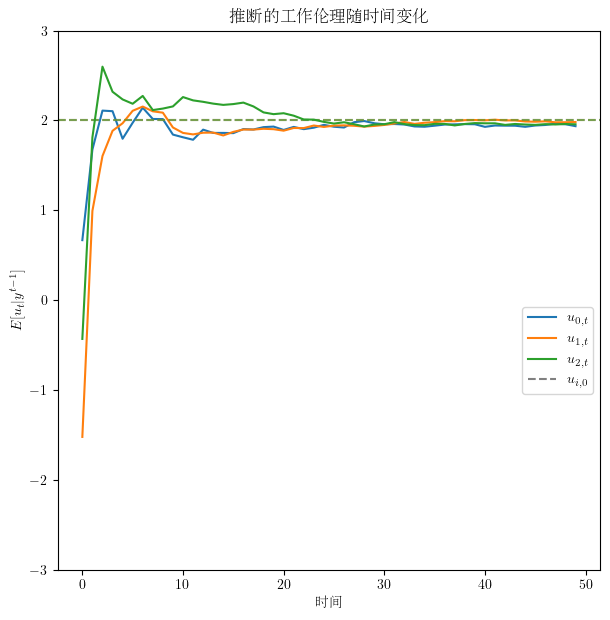 推断的工作伦理随时间变化
3
2
1
0
−1
−2
−3
E[u_t|y^{t−1}]
u_{0,t}
u_{1,t}
u_{2,t}
u_{i,0}
0 10 20 30 40 50
时间